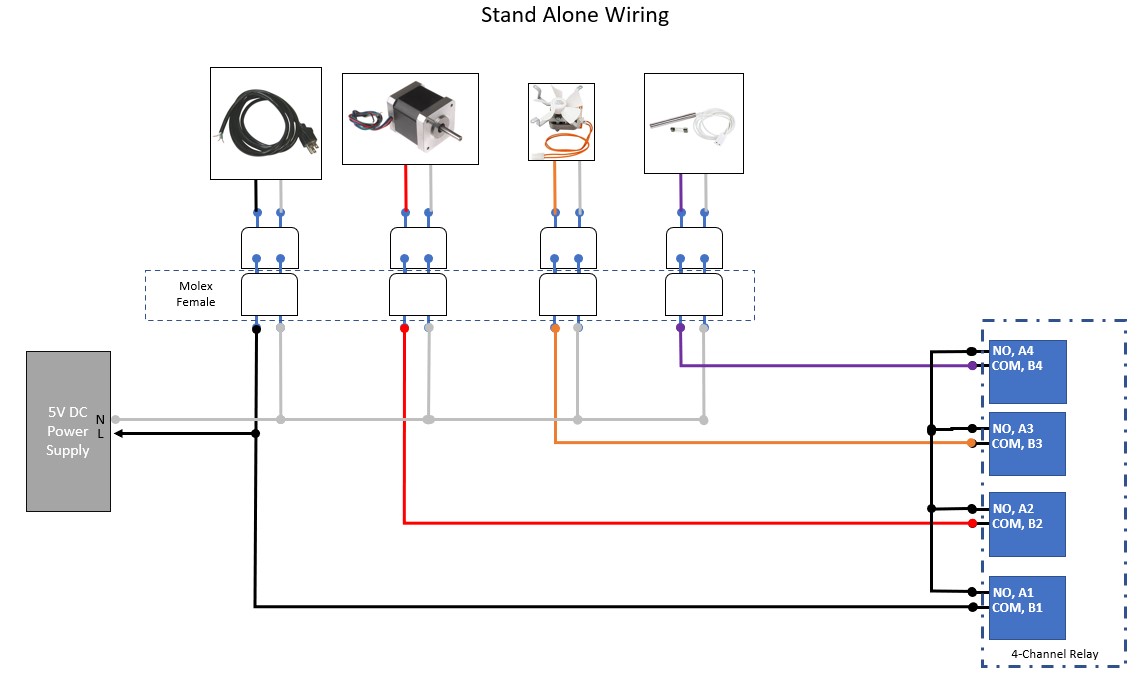 Stand Alone Wiring
Molex
Female
5V DC
Power
Supply
N
L
NO, A4
COM, B4
NO, A3
COM, B3
NO, A2
COM, B2
NO, A1
COM, B1
4-Channel Relay